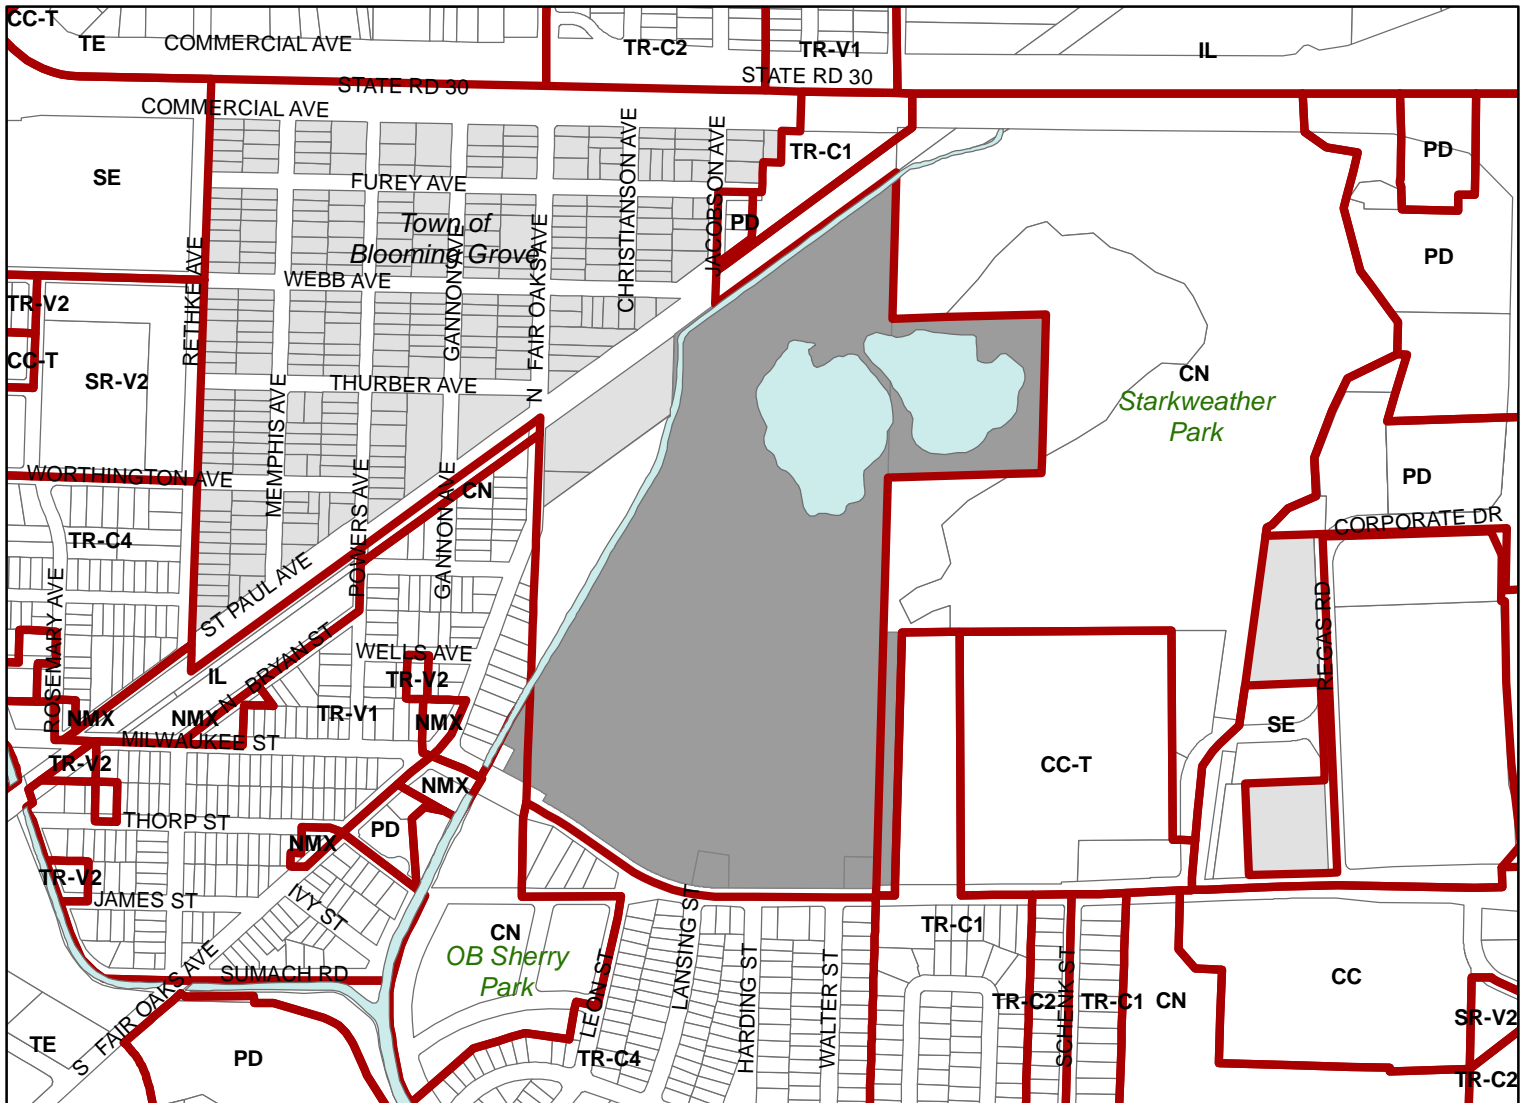 CC-T
TE
COMMERCIAL AVE
TR-C2
TR-V1
IL
STATE RD 30
STATE RD 30
COMMERCIAL AVE
CHRISTIANSON AVE
JACOBSON AVE
TR-C1
PD
SE
FUREY AVE
Town of
Blooming Grove
PD
PD
RETHKE AVE
GANNON AVE
N FAIR OAKS AVE
WEBB AVE
TR-V2
CC-T
SR-V2
THURBER AVE
CN
Starkweather
Park
MEMPHIS AVE
WORTHINGTON AVE
POWERS AVE
GANNON AVE
CN
PD
CORPORATE DR
TR-C4
ROSEMARY AVE
ST PAUL AVE
REGAS RD
N BRYAN ST
WELLS AVE
IL
TR-V2
NMX
NMX
TR-V1
NMX
SE
MILWAUKEE ST
TR-V2
NMX
CC-T
THORP ST
NMX
PD
TR-V2
JAMES ST
IVY ST
LANSING ST
TR-C1
CN
OB Sherry
Park
SUMACH RD
S FAIR OAKS AVE
LEON ST
HARDING ST
WALTER ST
SCHENK ST
TR-C2
TR-C1
CN
CC
SR-V2
TE
PD
TR-C4
TR-C2